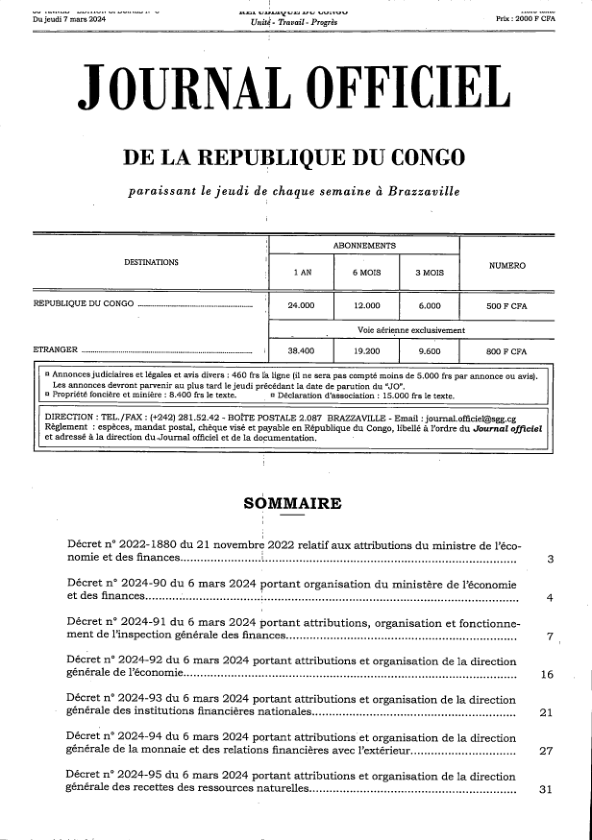 Du jeudi 7 mars 2024
REPUBLIQUE DU CONGO
Unité - Travail - Progrès
Prix : 2000 F CFA
JOURNAL OFFICIEL
DE LA REPUBLIQUE DU CONGO
paraissant le jeudi de chaque semaine à Brazzaville
DESTINATIONS
ABONNEMENTS
NUMERO
1 AN
6 MOIS
3 MOIS
REPUBLIQUE DU CONGO
24.000
12.000
6.000
500 F CFA
Voie aérienne exclusivement
ETRANGER
38.400
19.200
9.600
800 F CFA
¤ Annonces judiciaires et légales et avis divers : 460 frs la ligne (il ne sera pas compté moins de 5.000 frs par annonce ou avis).
Les annonces devront parvenir au plus tard le jeudi précédant la date de parution du “JO”.
¤ Propriété foncière et minière : 8.400 frs le texte. ¤ Déclaration d’association : 15.000 frs le texte.
DIRECTION : TEL./FAX : (+242) 281.52.42 - BOÎTE POSTALE 2.087 BRAZZAVILLE - Email : journal.officiel@sgg.cg
Règlement : espèces, mandat postal, chèque visé et payable en République du Congo, libellé à l’ordre du Journal officiel
et adressé à la direction du Journal officiel et de la documentation.
SOMMAIRE
Décret n° 2022-1880 du 21 novembre 2022 relatif aux attributions du ministre de l’éco-
nomie et des finances 3
Décret n° 2024-90 du 6 mars 2024 portant organisation du ministère de l’économie
et des finances 4
Décret n° 2024-91 du 6 mars 2024 portant attributions, organisation et fonctionne-
ment de l’inspection générale des finances 7
Décret n° 2024-92 du 6 mars 2024 portant attributions et organisation de la direction
générale de l’économie 16
Décret n° 2024-93 du 6 mars 2024 portant attributions et organisation de la direction
générale des institutions financières nationales 21
Décret n° 2024-94 du 6 mars 2024 portant attributions et organisation de la direction
générale de la monnaie et des relations financières avec l’extérieur 27
Décret n° 2024-95 du 6 mars 2024 portant attributions et organisation de la direction
générale des recettes des ressources naturelles 31